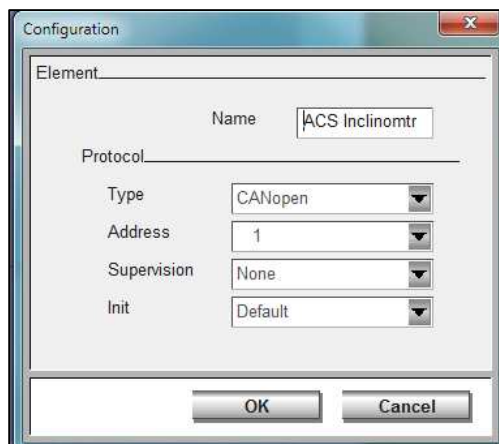 Configuration
Element
Name ACS Inclinomtr
Protocol
Type CANopen
Address 1
Supervision None
Init Default
OK Cancel